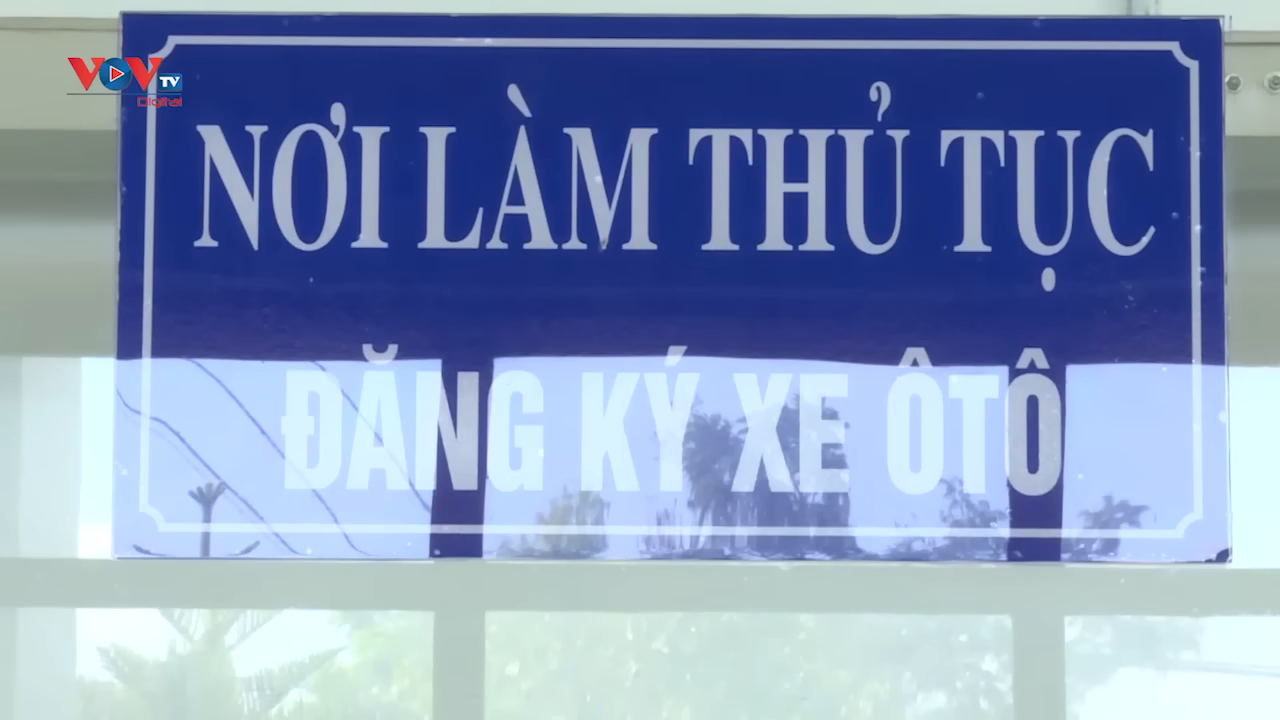 VOV TV
Digital
NƠI LÀM THỦ TỤC
ĐĂNG KÝ XE ÔTÔ